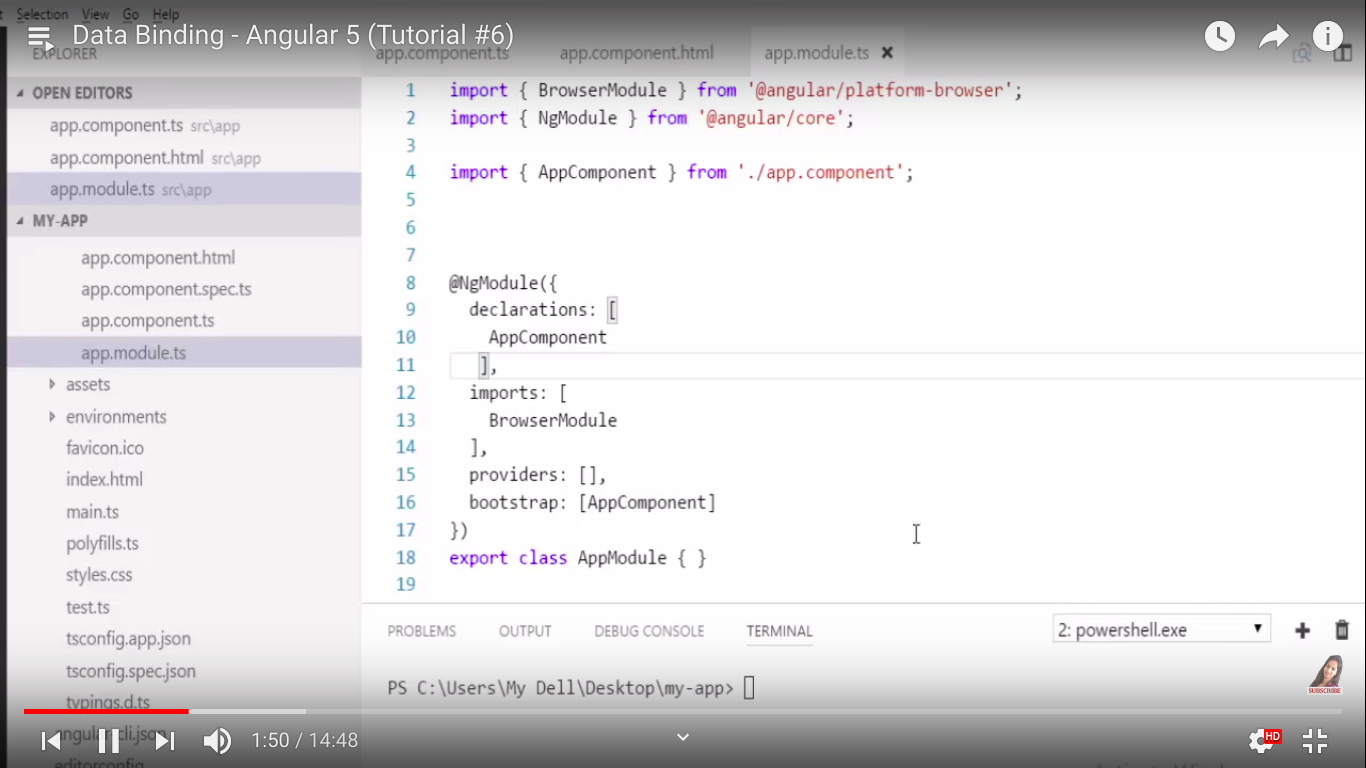 Selection View Go Help
Data Binding - Angular 5 (Tutorial #6)
EXPLORER
app.component.ts app.component.html app.module.ts
OPEN EDITORS
app.component.ts src\app
app.component.html src\app
app.module.ts src\app
MY-APP
app.component.html
app.component.spec.ts
app.component.ts
app.module.ts
assets
environments
favicon.ico
index.html
main.ts
polyfills.ts
styles.css
test.ts
tsconfig.app.json
tsconfig.spec.json
typings.d.ts
angular-cli.json
.editorconfig
1 import { BrowserModule } from '@angular/platform-browser';
2 import { NgModule } from '@angular/core';
3
4 import { AppComponent } from './app.component';
5
6
7
8 @NgModule({
9 declarations: [
10 AppComponent
11 ],
12 imports: [
13 BrowserModule
14 ],
15 providers: [],
16 bootstrap: [AppComponent]
17 })
18 export class AppModule { }
19
PROBLEMS OUTPUT DEBUG CONSOLE TERMINAL
2: powershell.exe
PS C:\Users\My Dell\Desktop\my-app>
SUBSCRIBE
1:50 / 14:48
HD